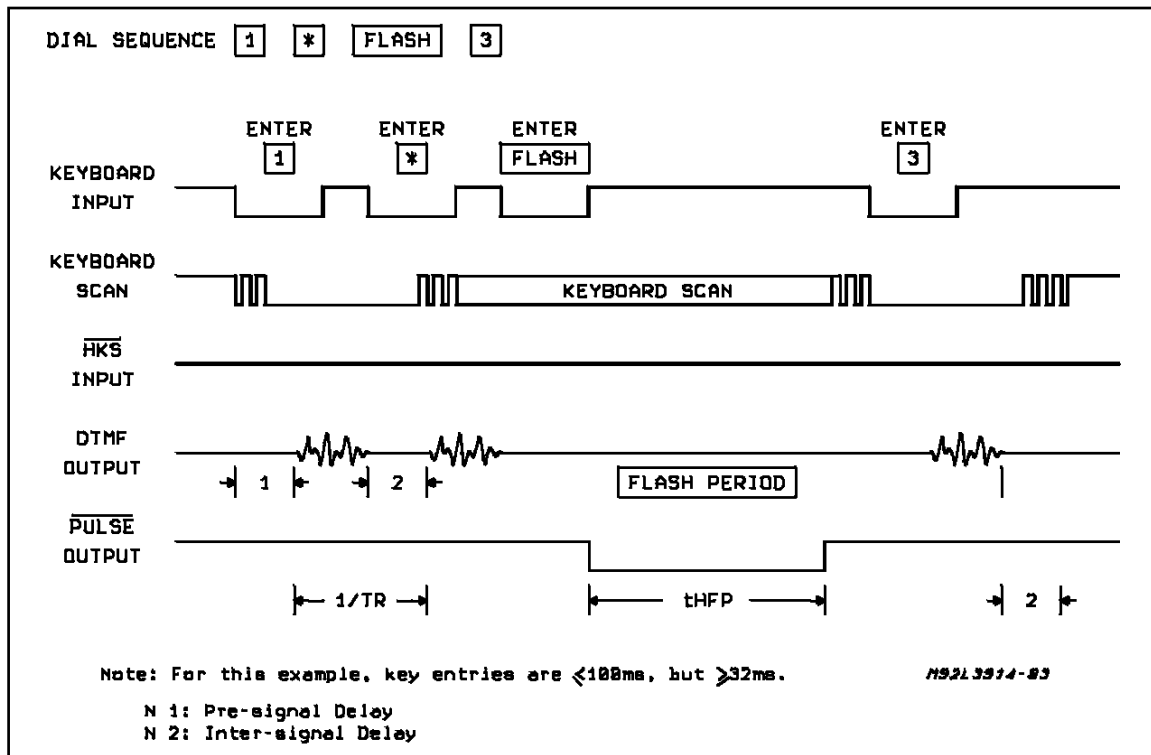 DIAL SEQUENCE 1 * FLASH 3
ENTER ENTER ENTER ENTER
1 * FLASH 3
KEYBOARD
INPUT
KEYBOARD
SCAN
KEYBOARD SCAN
HKS
INPUT
DTMF
OUTPUT
1 2 FLASH PERIOD
PULSE
OUTPUT
1/TR tHFP 2
Note: For this example, key entries are ≤100ms, but ≥32ms.
M92L3914-03
N 1: Pre-signal Delay
N 2: Inter-signal Delay